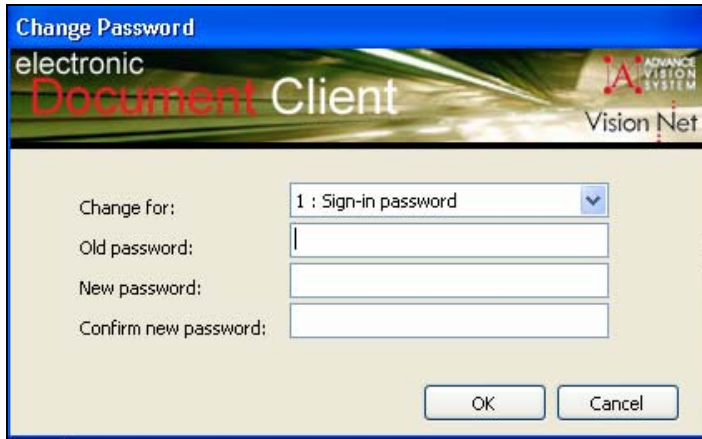 Change Password
electronic
Document Client
[A] ADVANCE
VISION
SYSTEM
Vision Net
Change for:
1 : Sign-in password
Old password:
New password:
Confirm new password:
OK
Cancel